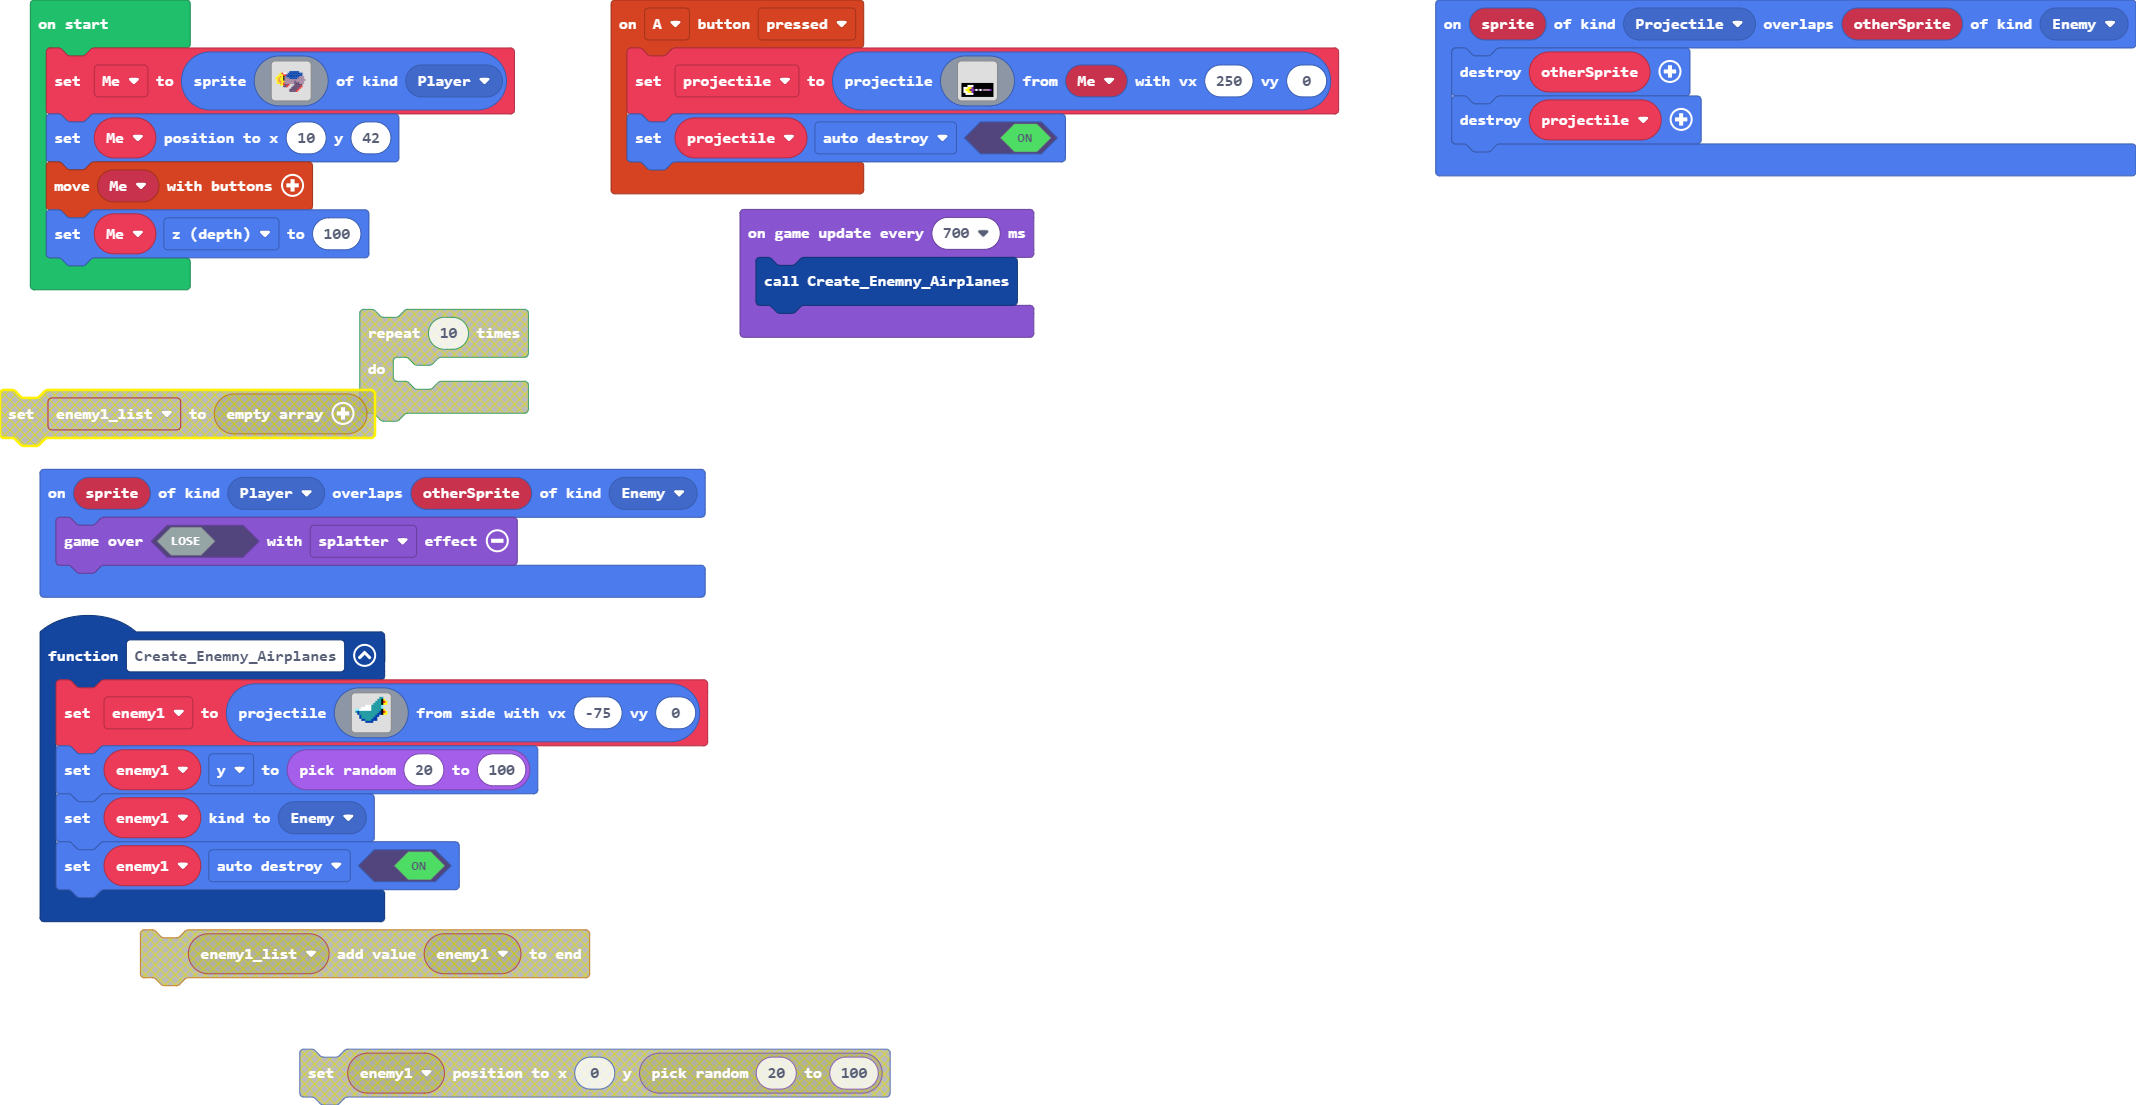 on start
set Me to sprite of kind Player
set Me position to x 10 y 42
move Me with buttons
set Me z (depth) to 100
on A button pressed
set projectile to projectile from Me with vx 250 vy 0
set projectile auto destroy ON
on sprite of kind Projectile overlaps otherSprite of kind Enemy
destroy otherSprite
destroy projectile
on game update every 700 ms
call Create_Enemny_Airplanes
repeat 10 times
do
set enemy1_list to empty array
on sprite of kind Player overlaps otherSprite of kind Enemy
game over LOSE with splatter effect
function Create_Enemny_Airplanes
set enemy1 to projectile from side with vx -75 vy 0
set enemy1 y to pick random 20 to 100
set enemy1 kind to Enemy
set enemy1 auto destroy ON
enemy1_list add value enemy1 to end
set enemy1 position to x 0 y pick random 20 to 100